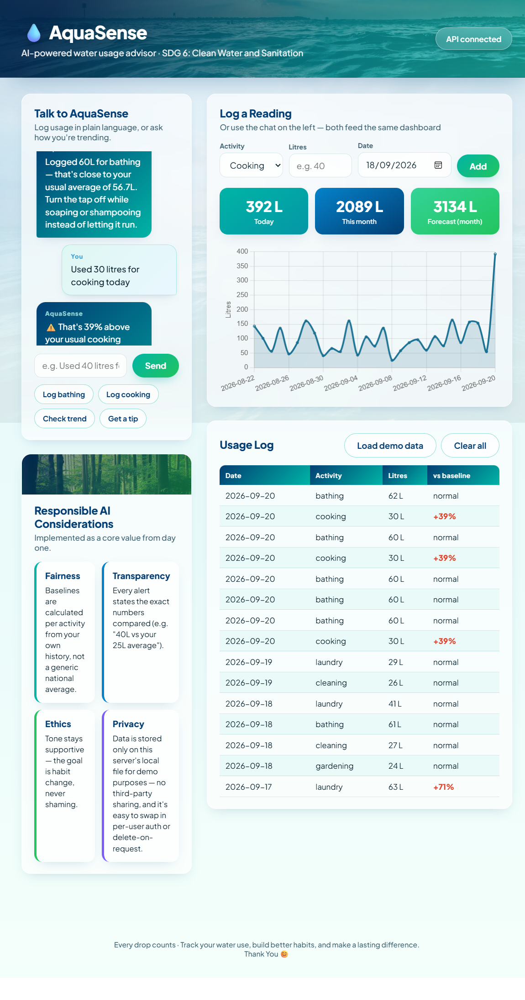 AquaSense
AI-powered water usage advisor · SDG 6: Clean Water and Sanitation
API connected
Talk to AquaSense
Log usage in plain language, or ask
how you're trending.
Logged 60L for bathing
— that's close to your
usual average of 56.7L.
Turn the tap off while
soaping or shampooing
instead of letting it run.
You
Used 30 litres for
cooking today
AquaSense
⚠️ That's 39% above
your usual cooking
e.g. Used 40 litres f
Send
Log bathing
Log cooking
Check trend
Get a tip
Responsible AI
Considerations
Implemented as a core value from day
one.
Fairness
Baselines
are
calculated
per activity
from your
own
history, not
a generic
national
average.
Transparency
Every alert
states the exact
numbers
compared (e.g.
"40L vs your
25L average").
Ethics
Tone stays
supportive
— the goal
is habit
change,
never
shaming.
Privacy
Data is stored
only on this
server's local
file for demo
purposes — no
third-party
sharing, and it's
easy to swap in
per-user auth or
delete-on-
request.
Log a Reading
Or use the chat on the left — both feed the same dashboard
Activity Litres Date
Cooking e.g. 40 18/09/2026 Add
392 L 2089 L 3134 L
Today This month Forecast (month)
400
350
300
250
200
150
100
50
0
Litres
2026-08-22 2026-08-26 2026-08-30 2026-09-04 2026-09-08 2026-09-12 2026-09-16 2026-09-20
Usage Log Load demo data Clear all
Date Activity Litres vs baseline
2026-09-20 bathing 62 L normal
2026-09-20 cooking 30 L +39%
2026-09-20 bathing 60 L normal
2026-09-20 cooking 30 L +39%
2026-09-20 bathing 60 L normal
2026-09-20 bathing 60 L normal
2026-09-20 bathing 60 L normal
2026-09-20 cooking 30 L +39%
2026-09-19 laundry 29 L normal
2026-09-19 cleaning 26 L normal
2026-09-18 laundry 41 L normal
2026-09-18 bathing 61 L normal
2026-09-18 cleaning 27 L normal
2026-09-18 gardening 24 L normal
2026-09-17 laundry 63 L +71%
Every drop counts · Track your water use, build better habits, and make a lasting difference.
Thank You 😊